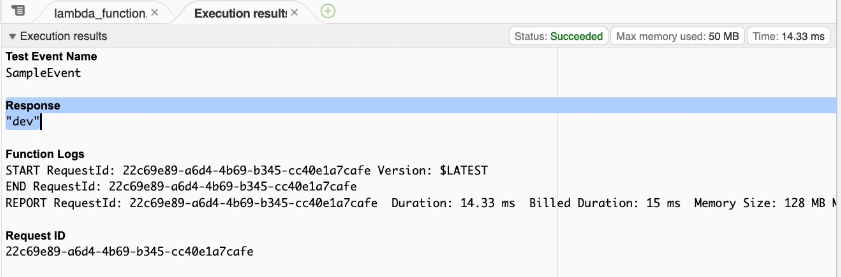 lambda_function.
Execution results
Execution results
Status: Succeeded
Max memory used: 50 MB
Time: 14.33 ms
Test Event Name
SampleEvent
Response
"dev"
Function Logs
START RequestId: 22c69e89-a6d4-4b69-b345-cc40e1a7cafe Version: $LATEST
END RequestId: 22c69e89-a6d4-4b69-b345-cc40e1a7cafe
REPORT RequestId: 22c69e89-a6d4-4b69-b345-cc40e1a7cafe Duration: 14.33 ms Billed Duration: 15 ms Memory Size: 128 MB M
Request ID
22c69e89-a6d4-4b69-b345-cc40e1a7cafe